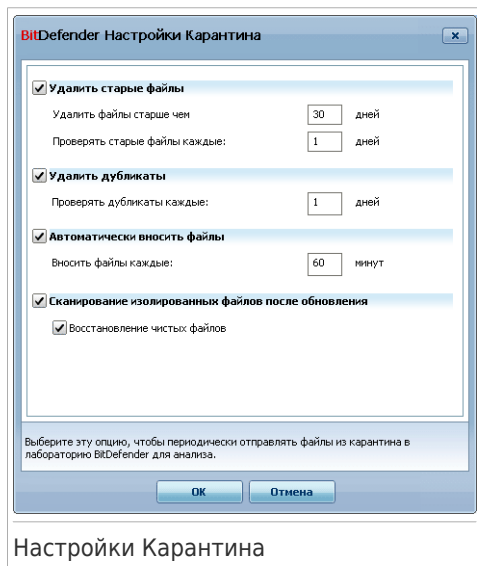 BitDefender Настройки Карантина
Удалить старые файлы
Удалить файлы старше чем 30 дней
Проверять старые файлы каждые: 1 дней
Удалить дубликаты
Проверять дубликаты каждые: 1 дней
Автоматически вносить файлы
Вносить файлы каждые: 60 минут
Сканирование изолированных файлов после обновления
Восстановление чистых файлов
Выберите эту опцию, чтобы периодически отправлять файлы из карантина в
лабораторию BitDefender для анализа.
ОК Отмена
Настройки Карантина